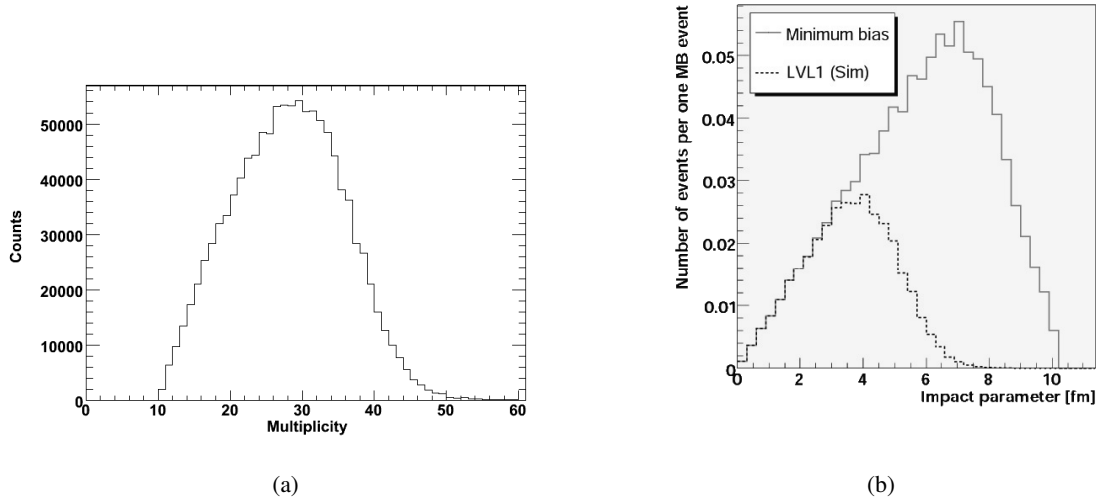 50000
40000
30000
20000
10000
0
Counts
0 10 20 30 40 50 60
Multiplicity
(a)
Minimum bias
LVL1 (Sim)
0.05
0.04
0.03
0.02
0.01
0
Number of events per one MB event
0 2 4 6 8 10
Impact parameter [fm]
(b)